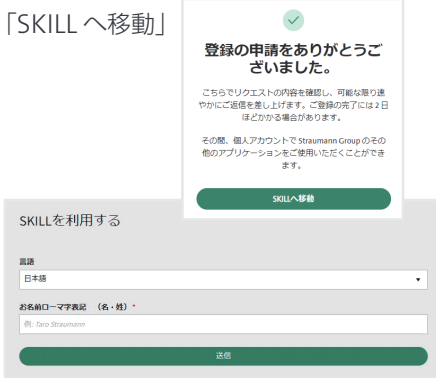 「SKILL へ移動」
登録の申請をありがとうご
ざいました。
こちらでリクエストの内容を確認し、可能な限り速
やかにご返信を差し上げます。ご登録の完了には2日
ほどかかる場合があります。
その間、個人アカウントで Straumann Group のその
他のアプリケーションをご使用いただくことができ
ます。
SKILLへ移動
SKILLを利用する
言語
日本語
お名前ローマ字表記 （名・姓）*
例: Taro Straumann
送信